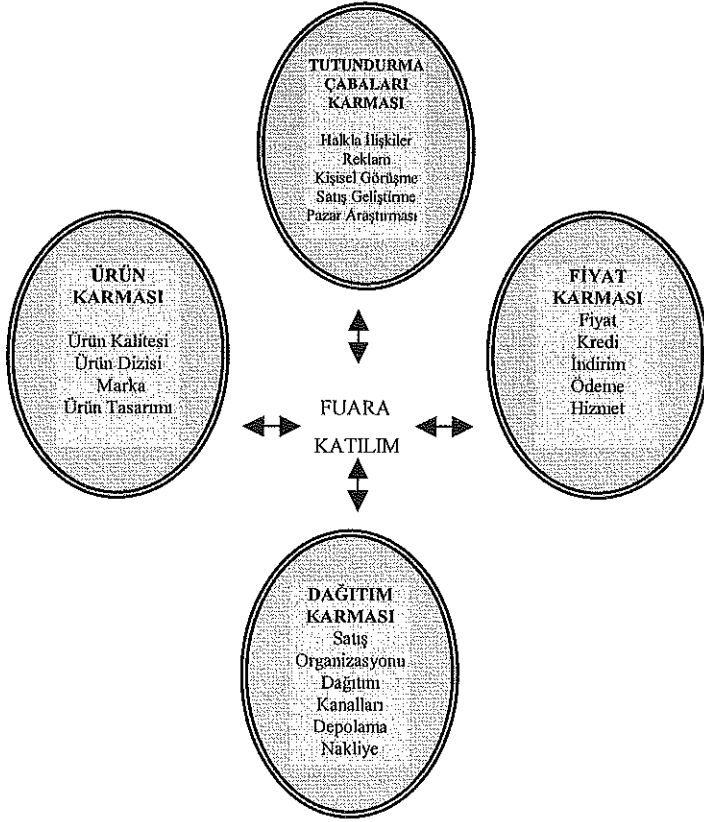 TUTUNDURMA
ÇABALARI
KARMASI
Halkla İlişkiler
Reklam
Kişisel Görüşme
Satış Geliştirme
Pazar Araştırması
ÜRÜN
KARMASI
Ürün Kalitesi
Ürün Dizisi
Marka
Ürün Tasarımı
FİYAT
KARMASI
Fiyat
Kredi
İndirim
Ödeme
Hizmet
FUARA
KATILIM
DAĞITIM
KARMASI
Satış
Organizasyonu
Dağıtım
Kanalları
Depolama
Nakliye